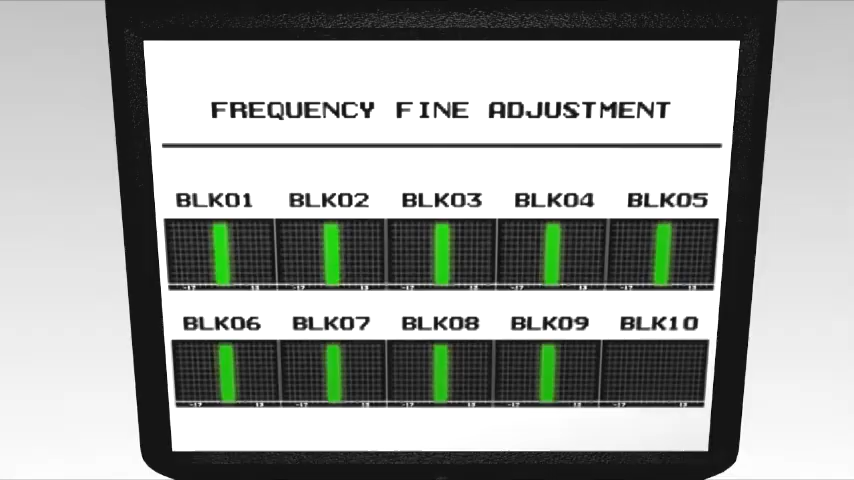 FREQUENCY FINE ADJUSTMENT
BLK01 BLK02 BLK03 BLK04 BLK05
BLK06 BLK07 BLK08 BLK09 BLK10